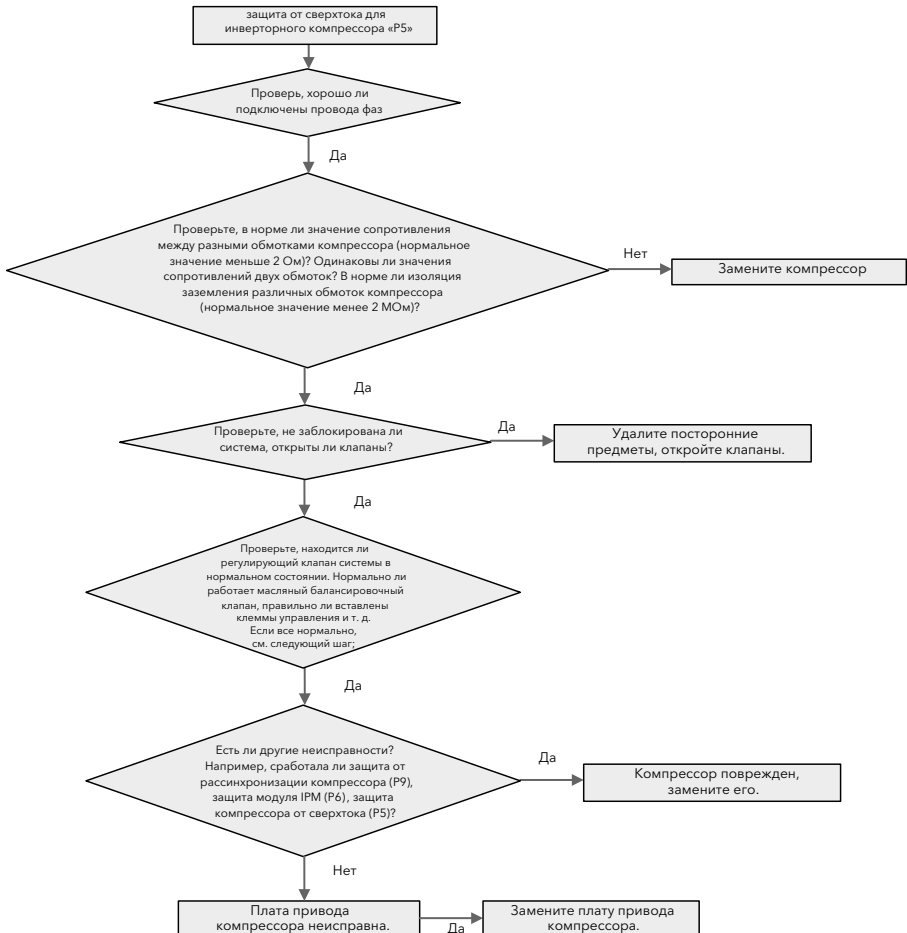 защита от сверхтока для
инверторного компрессора «P5»
Проверь, хорошо ли
подключены провода фаз
Да
Проверьте, в норме ли значение сопротивления
между разными обмотками компрессора (нормальное
значение меньше 2 Ом)? Одинаковы ли значения
сопротивлений двух обмоток? В норме ли изоляция
заземления различных обмоток компрессора
(нормальное значение менее 2 МОм)?
Нет
Замените компрессор
Да
Проверьте, не заблокирована ли
система, открыты ли клапаны?
Да
Удалите посторонние
предметы, откройте клапаны.
Да
Проверьте, находится ли
регулирующий клапан системы в
нормальном состоянии. Нормально ли
работает масляный балансировочный
клапан, правильно ли вставлены
клеммы управления и т. д.
Если все нормально,
см. следующий шаг;
Да
Есть ли другие неисправности?
Например, сработала ли защита от
рассинхронизации компрессора (P9),
защита модуля IPM (P6), защита
компрессора от сверхтока (P5)?
Да
Компрессор поврежден,
замените его.
Нет
Плата привода
компрессора неисправна.
Да
Замените плату привода
компрессора.